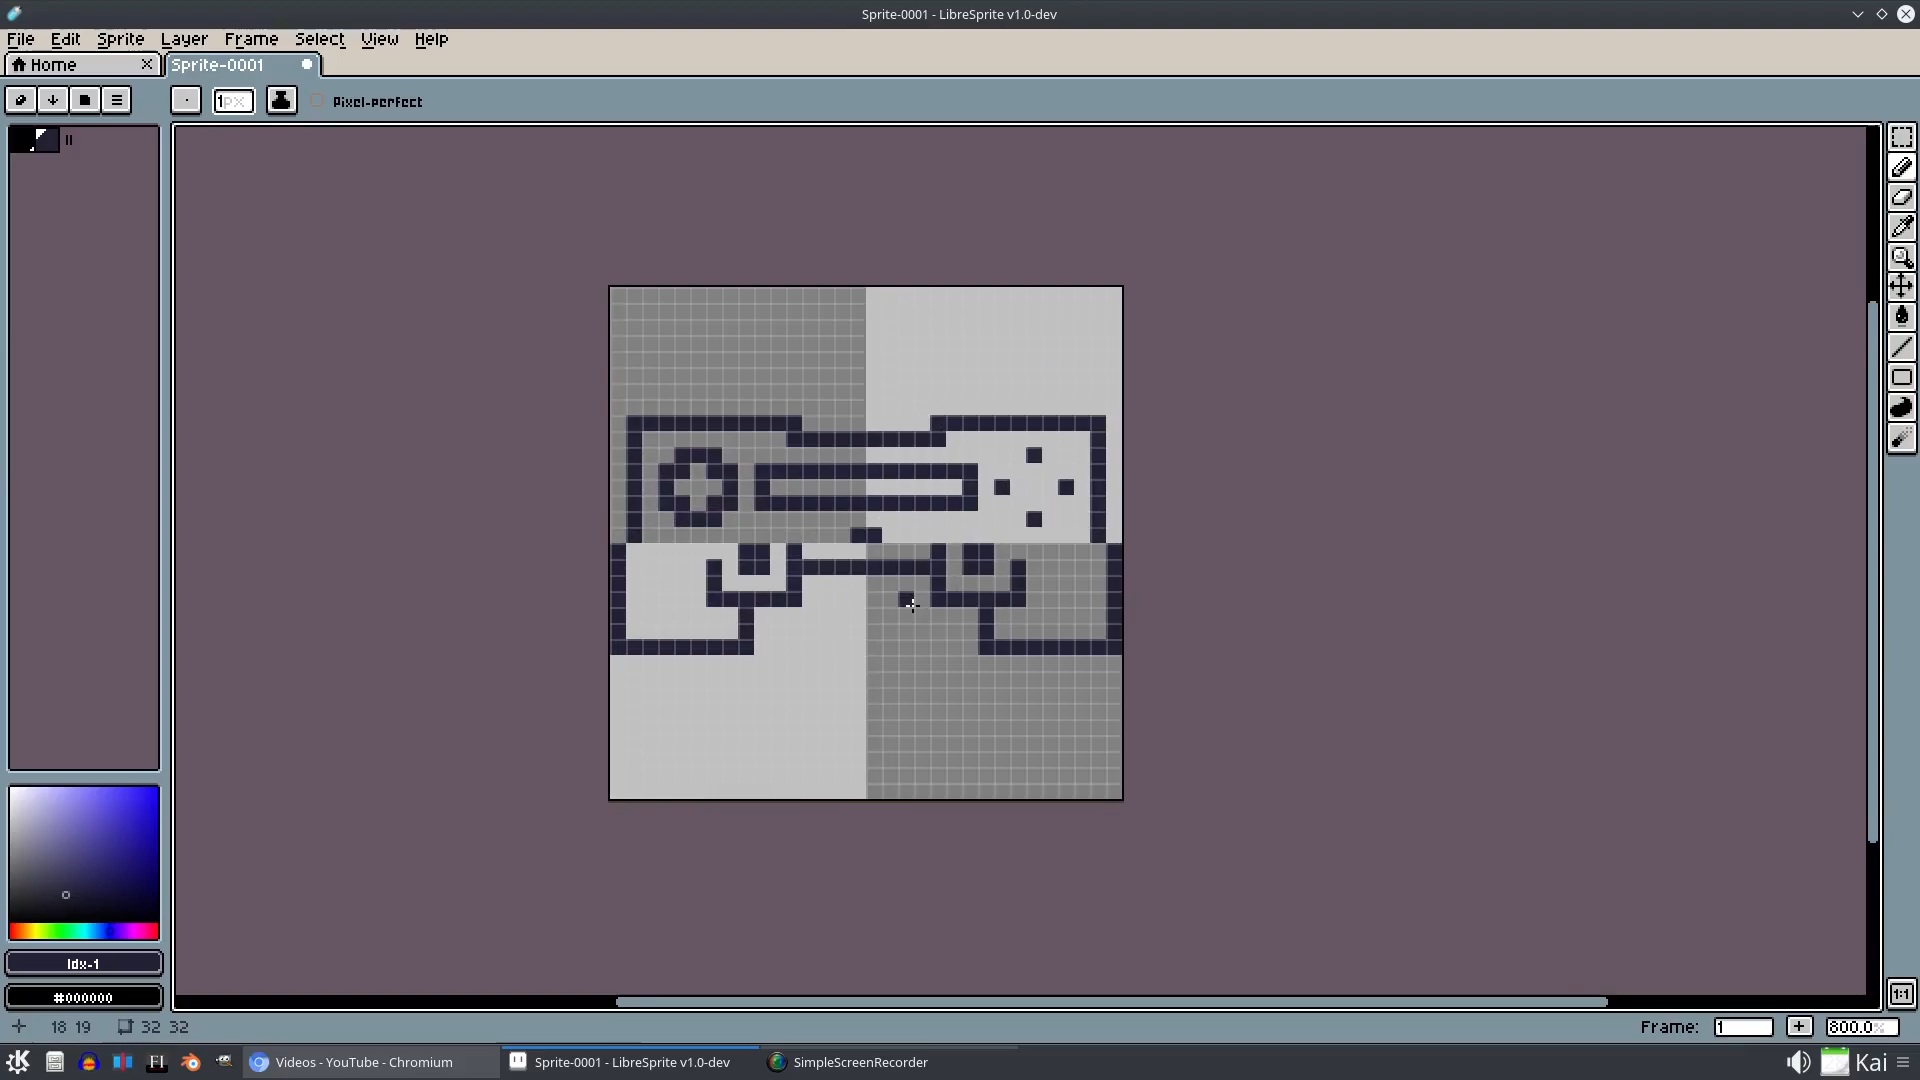 Sprite-0001 - LibreSprite v1.0-dev
File Edit Sprite Layer Frame Select View Help
Home Sprite-0001
1px Pixel-perfect
Idx-1
#000000
18 19 32 32 Frame: 1 + 800.0% 1:1
Videos - YouTube - Chromium Sprite-0001 - LibreSprite v1.0-dev SimpleScreenRecorder Kai